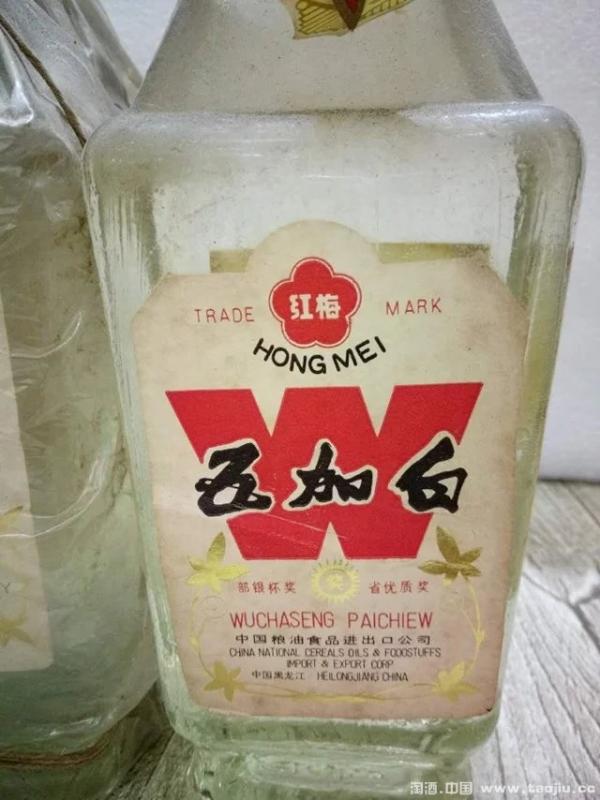 TRADE 红梅 MARK
HONG MEI
W
五加白
部银杯奖 奖 省优质奖
WUCHASENG PAICHIEW
中国粮油食品进出口公司
CHINA NATIONAL CEREALS OILS & FOODSTUFFS
IMPORT & EXPORT CORP
中国黑龙江 HEILONGJIANG CHINA
淘酒.中国 www.taojiu.cc